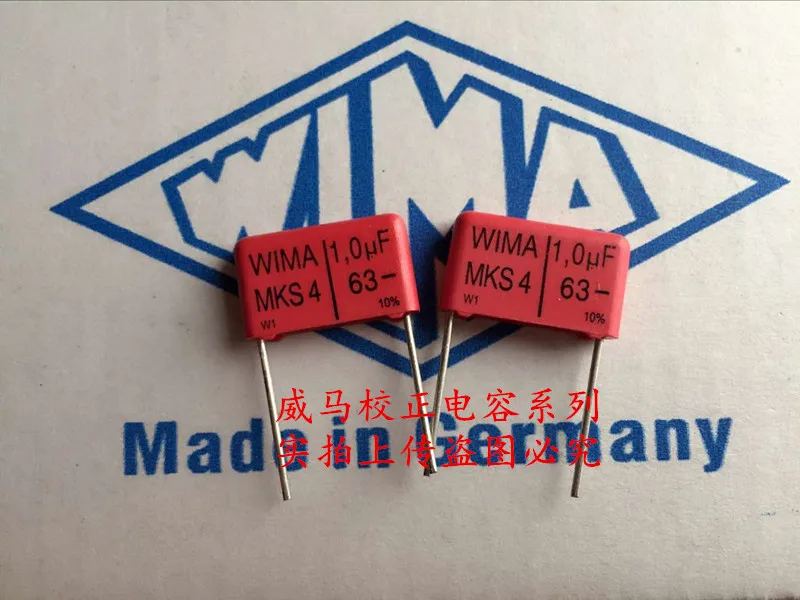 WIMA
WIMA 1,0µF
MKS 4 63–
W1 10%
WIMA 1,0µF
MKS 4 63–
W1 10%
威马校正电容系列
实拍上传盗图必究
Made in Germany